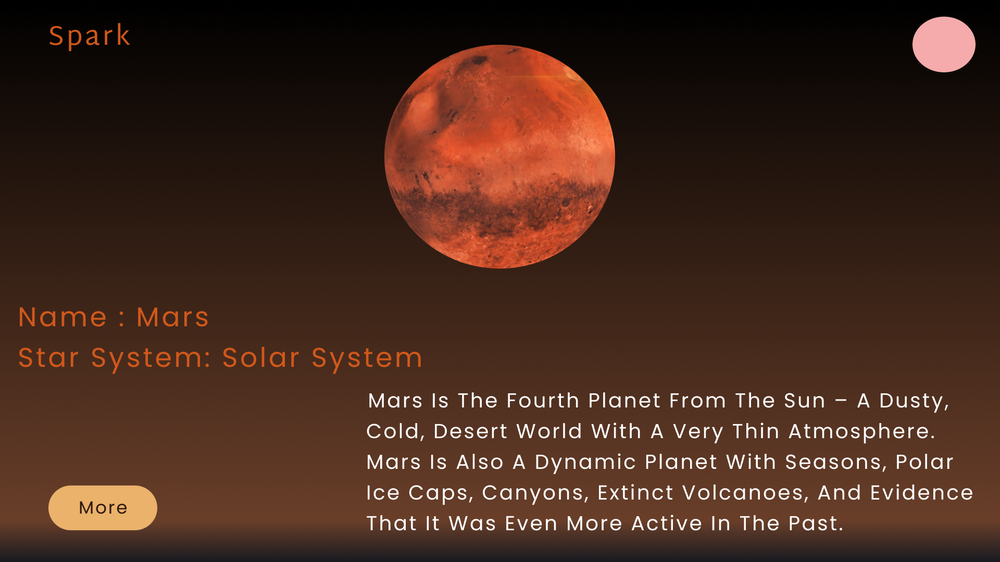 Spark
Name : Mars
Star System: Solar System
Mars Is The Fourth Planet From The Sun – A Dusty,
Cold, Desert World With A Very Thin Atmosphere.
Mars Is Also A Dynamic Planet With Seasons, Polar
Ice Caps, Canyons, Extinct Volcanoes, And Evidence
That It Was Even More Active In The Past.
More